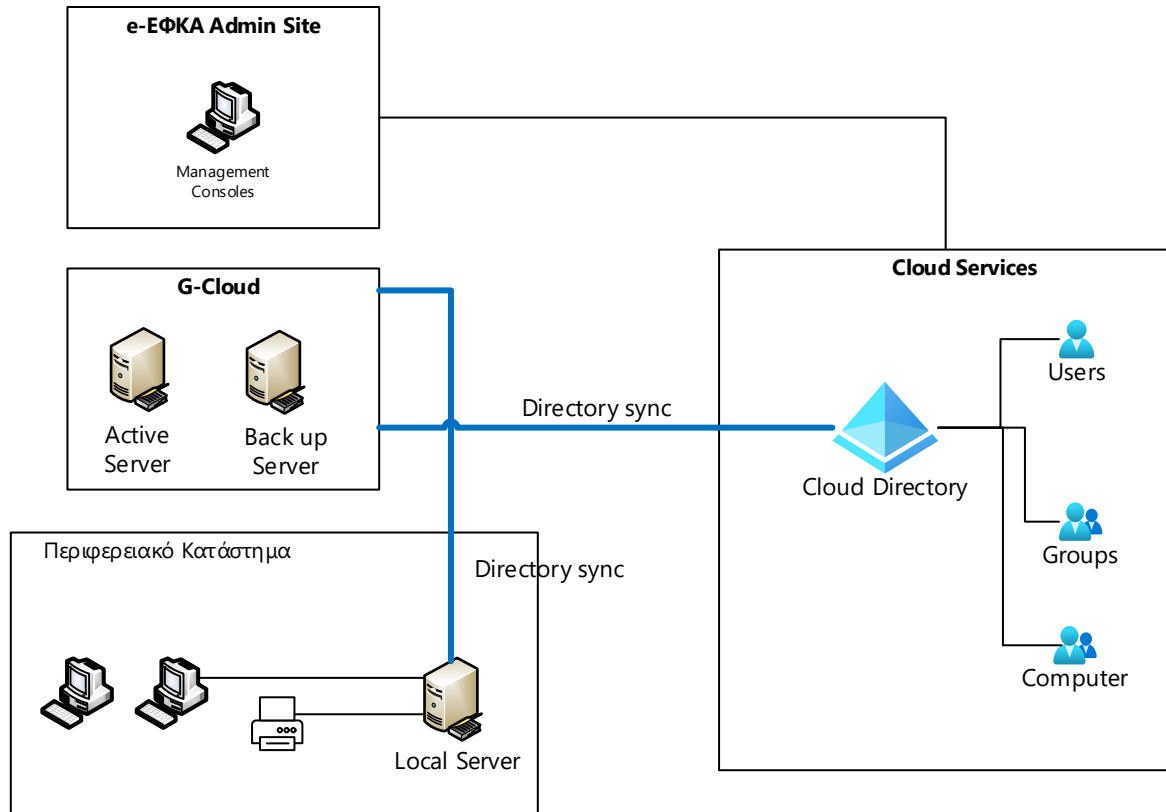 e-ΕΦΚΑ Admin Site
Management
Consoles
G-Cloud
Active
Server
Back up
Server
Directory sync
Cloud Services
Users
Cloud Directory
Groups
Computer
Περιφερειακό Κατάστημα
Directory sync
Local Server